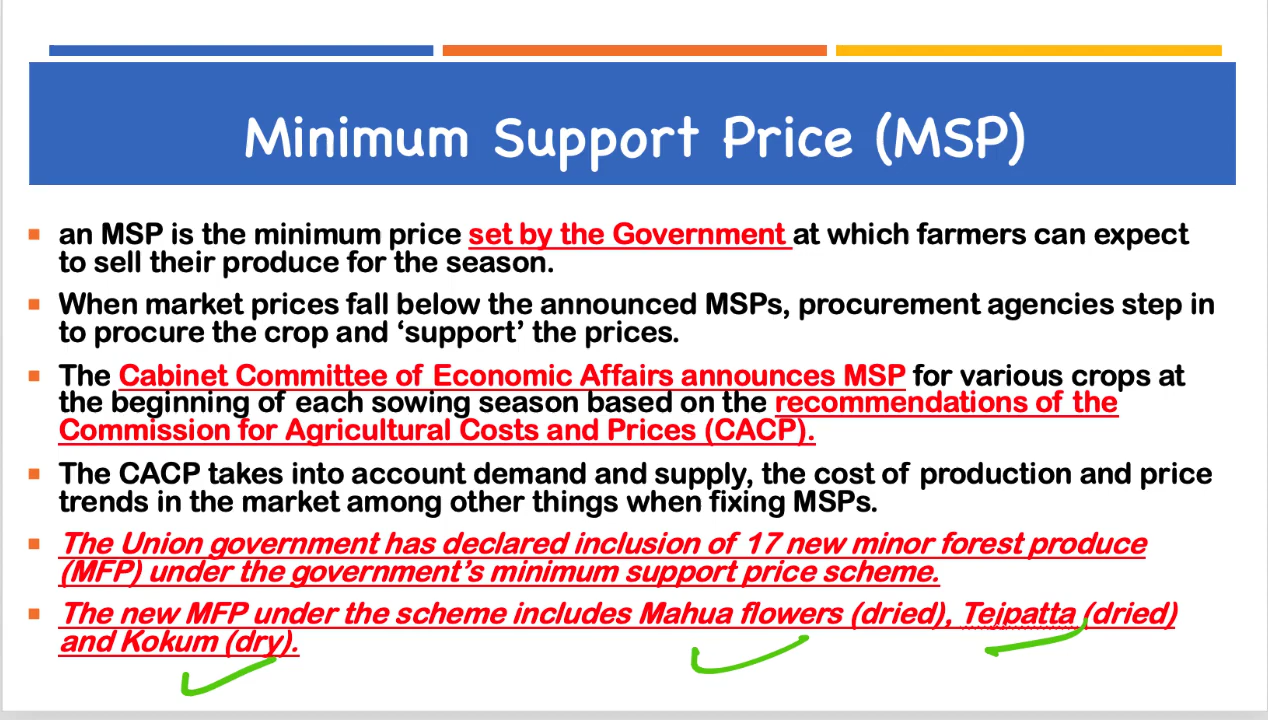 Minimum Support Price (MSP)
an MSP is the minimum price set by the Government at which farmers can expect
to sell their produce for the season.
When market prices fall below the announced MSPs, procurement agencies step in
to procure the crop and ‘support’ the prices.
The Cabinet Committee of Economic Affairs announces MSP for various crops at
the beginning of each sowing season based on the recommendations of the
Commission for Agricultural Costs and Prices (CACP).
The CACP takes into account demand and supply, the cost of production and price
trends in the market among other things when fixing MSPs.
The Union government has declared inclusion of 17 new minor forest produce
(MFP) under the government’s minimum support price scheme.
The new MFP under the scheme includes Mahua flowers (dried), Tejpatta (dried)
and Kokum (dry).